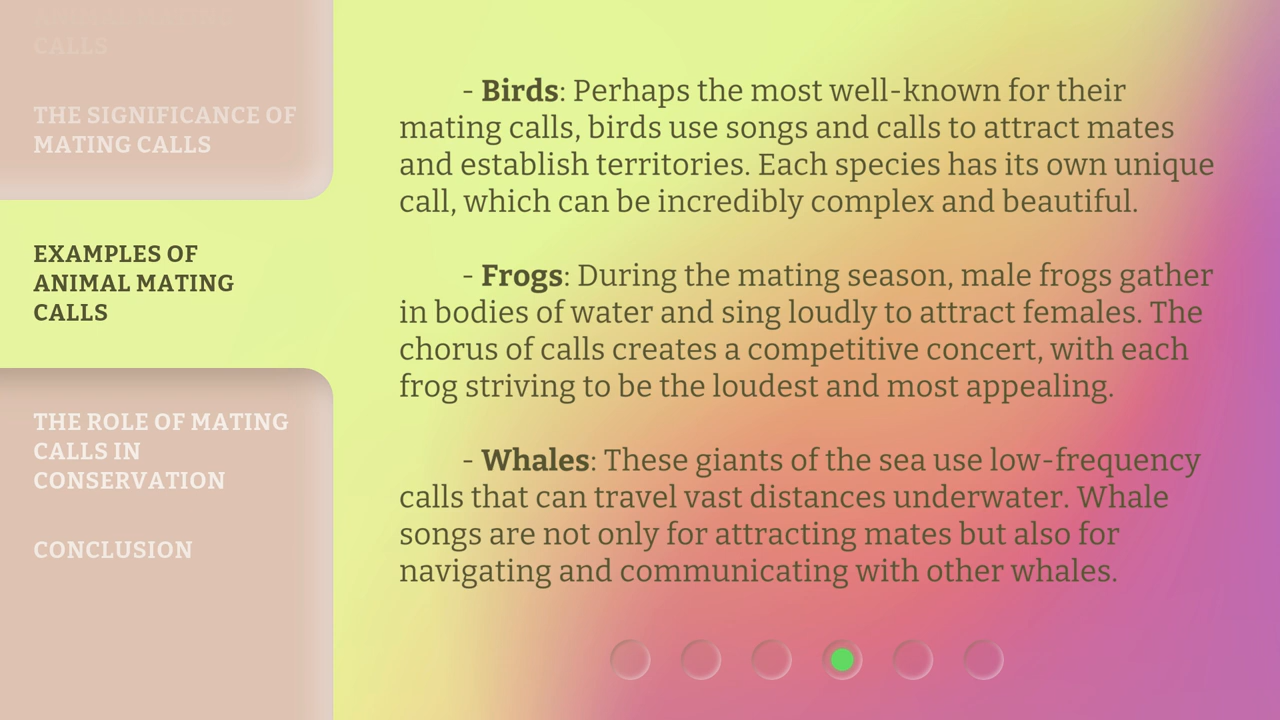 ANIMAL MATING
CALLS
THE SIGNIFICANCE OF
MATING CALLS
EXAMPLES OF
ANIMAL MATING
CALLS
THE ROLE OF MATING
CALLS IN
CONSERVATION
CONCLUSION
- Birds: Perhaps the most well-known for their
mating calls, birds use songs and calls to attract mates
and establish territories. Each species has its own unique
call, which can be incredibly complex and beautiful.
- Frogs: During the mating season, male frogs gather
in bodies of water and sing loudly to attract females. The
chorus of calls creates a competitive concert, with each
frog striving to be the loudest and most appealing.
- Whales: These giants of the sea use low-frequency
calls that can travel vast distances underwater. Whale
songs are not only for attracting mates but also for
navigating and communicating with other whales.